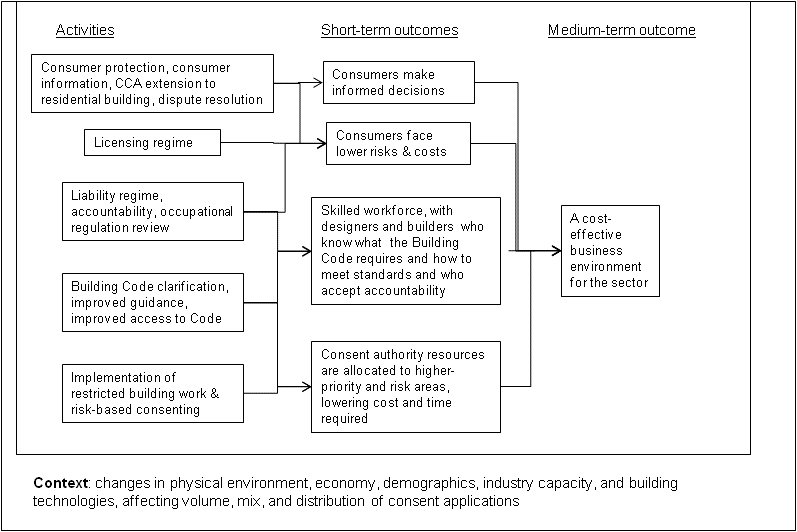 Activities
Short-term outcomes
Medium-term outcome
Consumer protection, consumer
information, CCA extension to
residential building, dispute resolution
Licensing regime
Liability regime,
accountability, occupational
regulation review
Building Code clarification,
improved guidance,
improved access to Code
Implementation of
restricted building work &
risk-based consenting
Consumers make
informed decisions
Consumers face
lower risks & costs
Skilled workforce, with
designers and builders who
know what the Building
Code requires and how to
meet standards and who
accept accountability
Consent authority resources
are allocated to higher-
priority and risk areas,
lowering cost and time
required
A cost-
effective
business
environment
for the sector
Context: changes in physical environment, economy, demographics, industry capacity, and building
technologies, affecting volume, mix, and distribution of consent applications